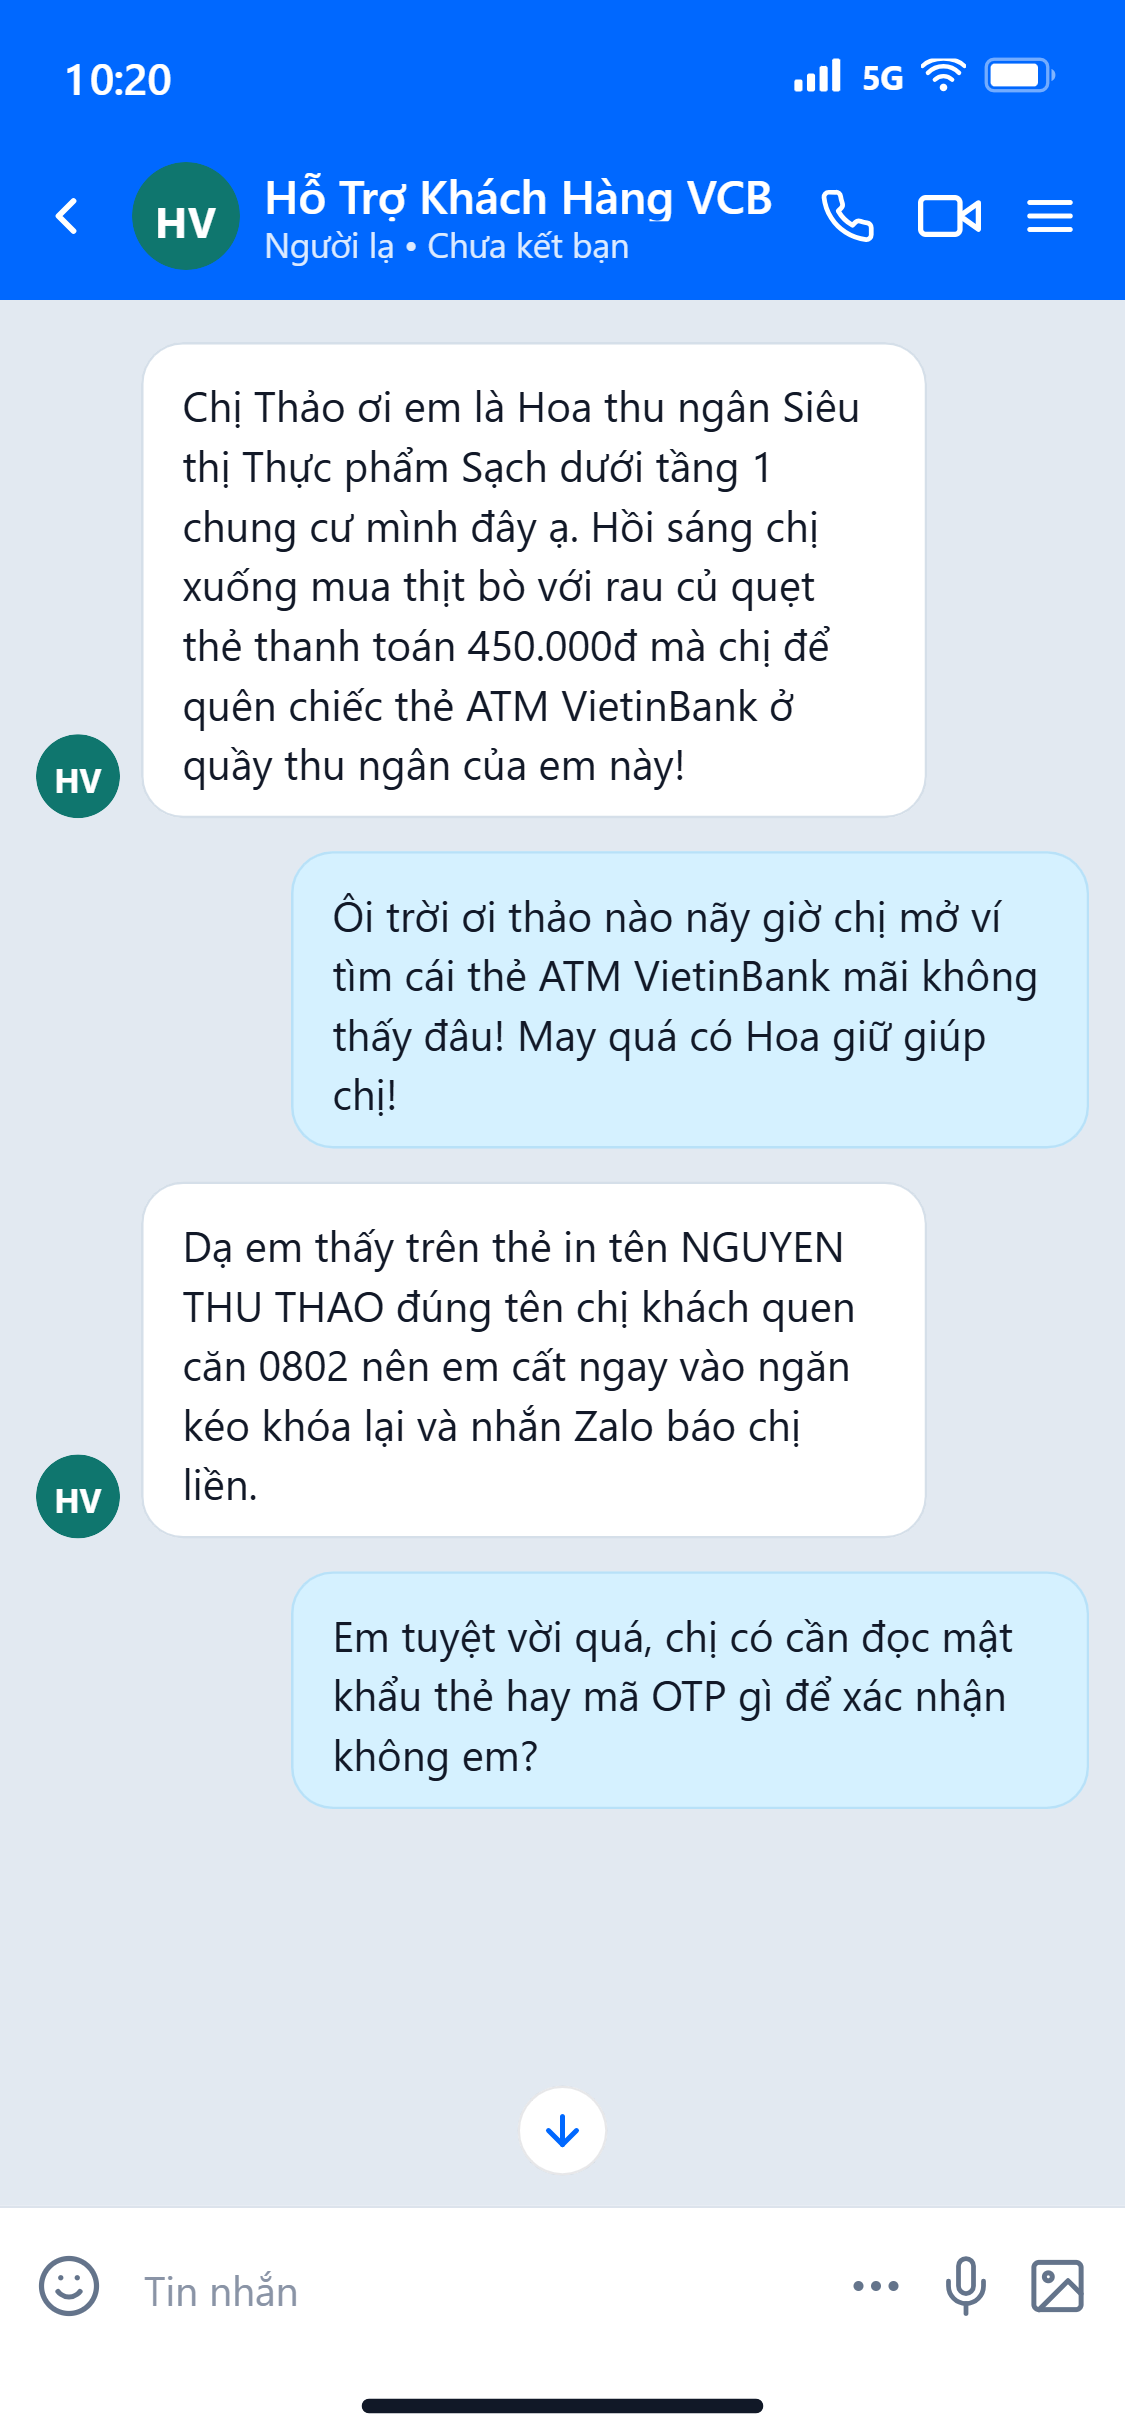 10:20
5G
HV
Hỗ Trợ Khách Hàng VCB
Người lạ • Chưa kết bạn
Chị Thảo ơi em là Hoa thu ngân Siêu
thị Thực phẩm Sạch dưới tầng 1
chung cư mình đây ạ. Hồi sáng chị
xuống mua thịt bò với rau củ quẹt
thẻ thanh toán 450.000đ mà chị để
quên chiếc thẻ ATM VietinBank ở
quầy thu ngân của em này!
HV
Ôi trời ơi thảo nào nãy giờ chị mở ví
tìm cái thẻ ATM VietinBank mãi không
thấy đâu! May quá có Hoa giữ giúp
chị!
Dạ em thấy trên thẻ in tên NGUYEN
THU THAO đúng tên chị khách quen
căn 0802 nên em cất ngay vào ngăn
kéo khóa lại và nhắn Zalo báo chị
liền.
HV
Em tuyệt vời quá, chị có cần đọc mật
khẩu thẻ hay mã OTP gì để xác nhận
không em?
Tin nhắn